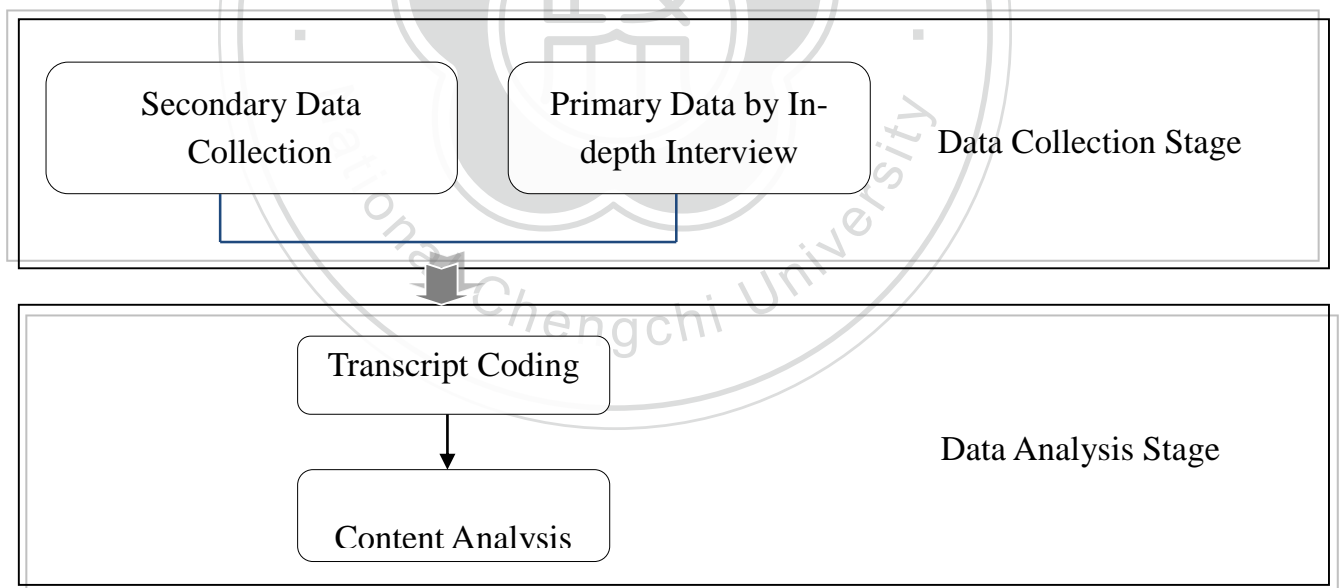 Secondary Data
Collection
Primary Data by In-
depth Interview
Data Collection Stage
Transcript Coding
Data Analysis Stage
Content Analysis
National Chengchi University